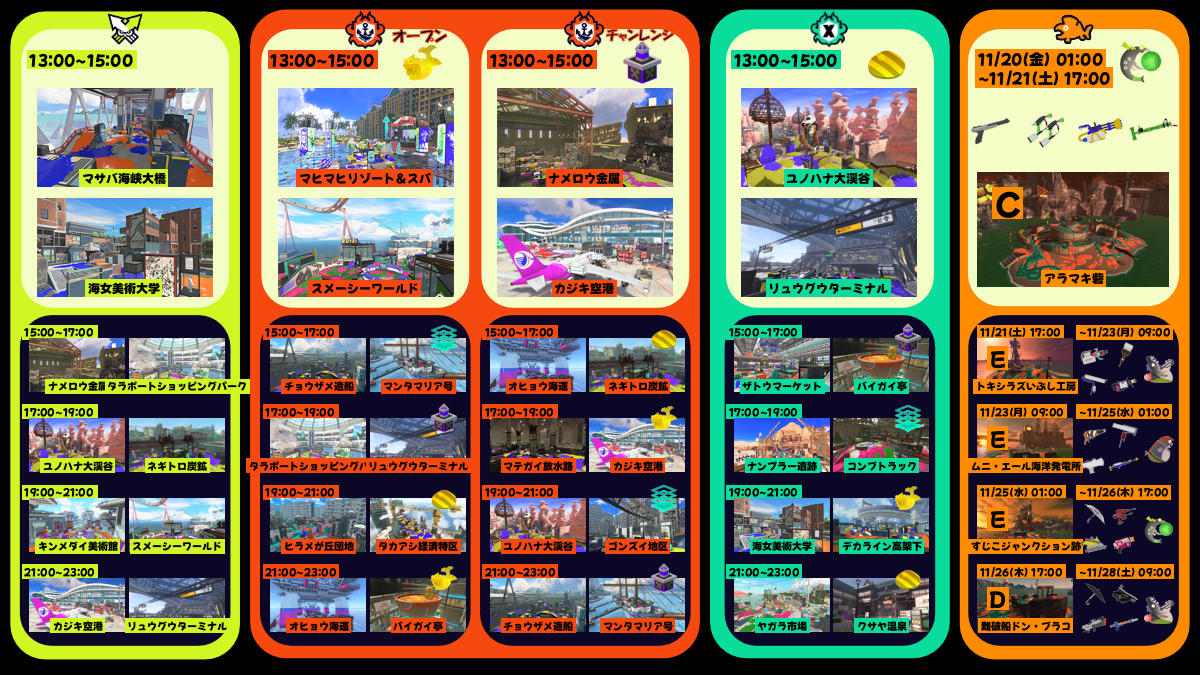 13:00~15:00
マサバ海峡大橋
海女美術大学
15:00~17:00
ナメロウ金属
タラポートショッピングパーク
17:00~19:00
ユノハナ大渓谷
ネギトロ炭鉱
19:00~21:00
キンメダイ美術館
スメーシーワールド
21:00~23:00
カジキ空港
リュウグウターミナル
オープン
13:00~15:00
マヒマヒリゾート＆スパ
スメーシーワールド
チャンレンジ
13:00~15:00
ナメロウ金属
カジキ空港
15:00~17:00
チョウザメ造船
マンタマリア号
17:00~19:00
タラポートショッピングパ
リュウグウターミナル
19:00~21:00
ヒラメが丘団地
タカアシ経済特区
21:00~23:00
オヒョウ海運
バイガイ亭
15:00~17:00
オヒョウ海運
ネギトロ炭鉱
17:00~19:00
マテガイ放水路
カジキ空港
19:00~21:00
ユノハナ大渓谷
ゴンズイ地区
21:00~23:00
チョウザメ造船
マンタマリア号
X
13:00~15:00
ユノハナ大渓谷
リュウグウターミナル
15:00~17:00
ザトウマーケット
バイガイ亭
17:00~19:00
ナンプラー遺跡
コンブトラック
19:00~21:00
海女美術大学
デカライン高架下
21:00~23:00
ヤガラ市場
クサヤ温泉
11/20(金) 01:00
~11/21(土) 17:00
C
アラマキ砦
11/21(土) 17:00
~11/23(月) 09:00
E
トキシラズいぶし工房
11/23(月) 09:00
~11/25(水) 01:00
E
ムニ・エール海洋発電所
11/25(水) 01:00
~11/26(木) 17:00
E
すじこジャンクション跡
11/26(木) 17:00
~11/28(土) 09:00
D
難破船ドン・ブラコ